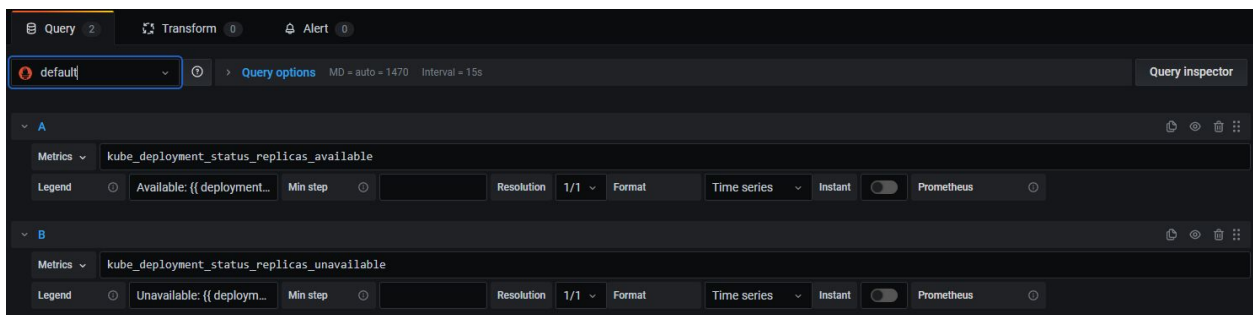 Query 2 Transform 0 Alert 0
default Query options MD = auto = 1470 Interval = 15s Query inspector
A
Metrics kube_deployment_status_replicas_available
Legend Available: {{ deployment... Min step Resolution 1/1 Format Time series Instant Prometheus
B
Metrics kube_deployment_status_replicas_unavailable
Legend Unavailable: {{ deploym... Min step Resolution 1/1 Format Time series Instant Prometheus